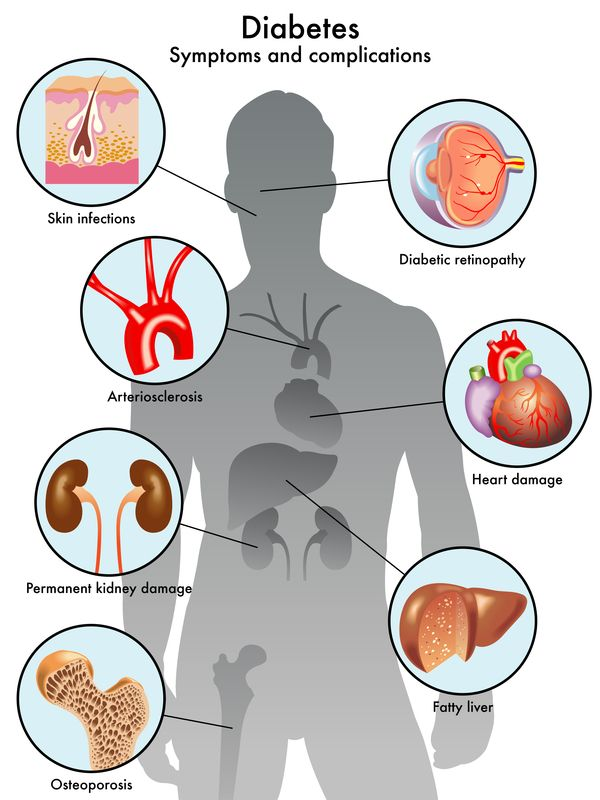 Diabetes
Symptoms and complications
Skin infections
Diabetic retinopathy
Arteriosclerosis
Heart damage
Permanent kidney damage
Fatty liver
Osteoporosis